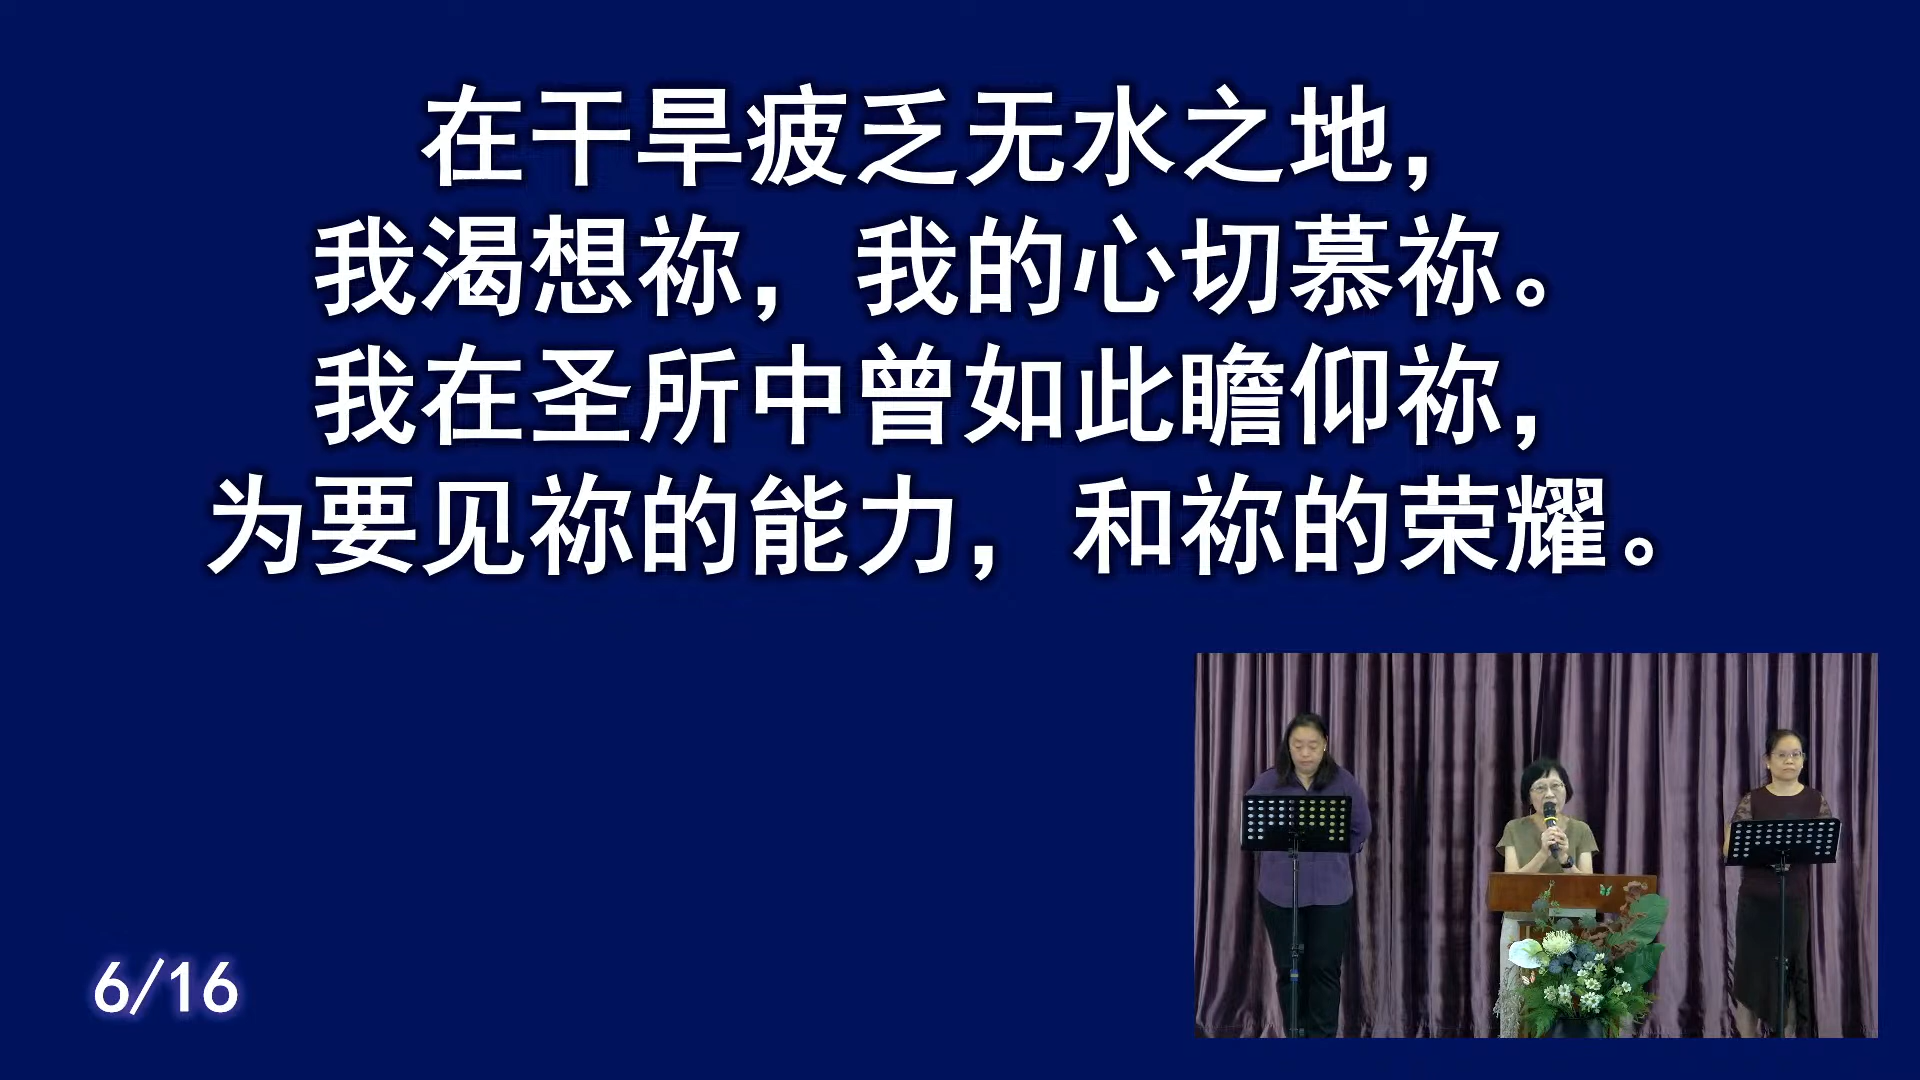 在干旱疲乏无水之地，
我渴想祢，我的心切慕祢。
我在圣所中曾如此瞻仰祢，
为要见祢的能力，和祢的荣耀。
6/16